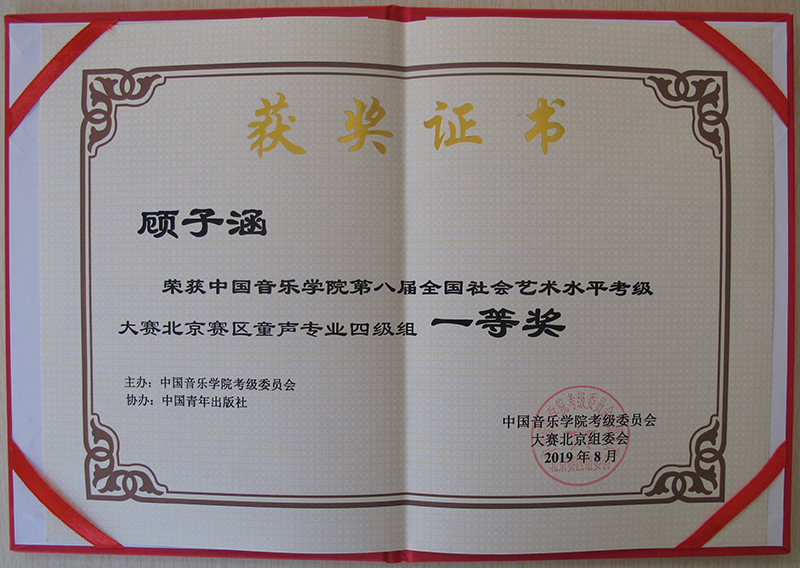 获奖证书
顾子涵
荣获中国音乐学院第八届全国社会艺术水平考级
大赛北京赛区童声专业四级组 一等奖
主办：中国音乐学院考级委员会
协办：中国青年出版社
中国音乐学院考级委员会
大赛北京组委会
2019年8月